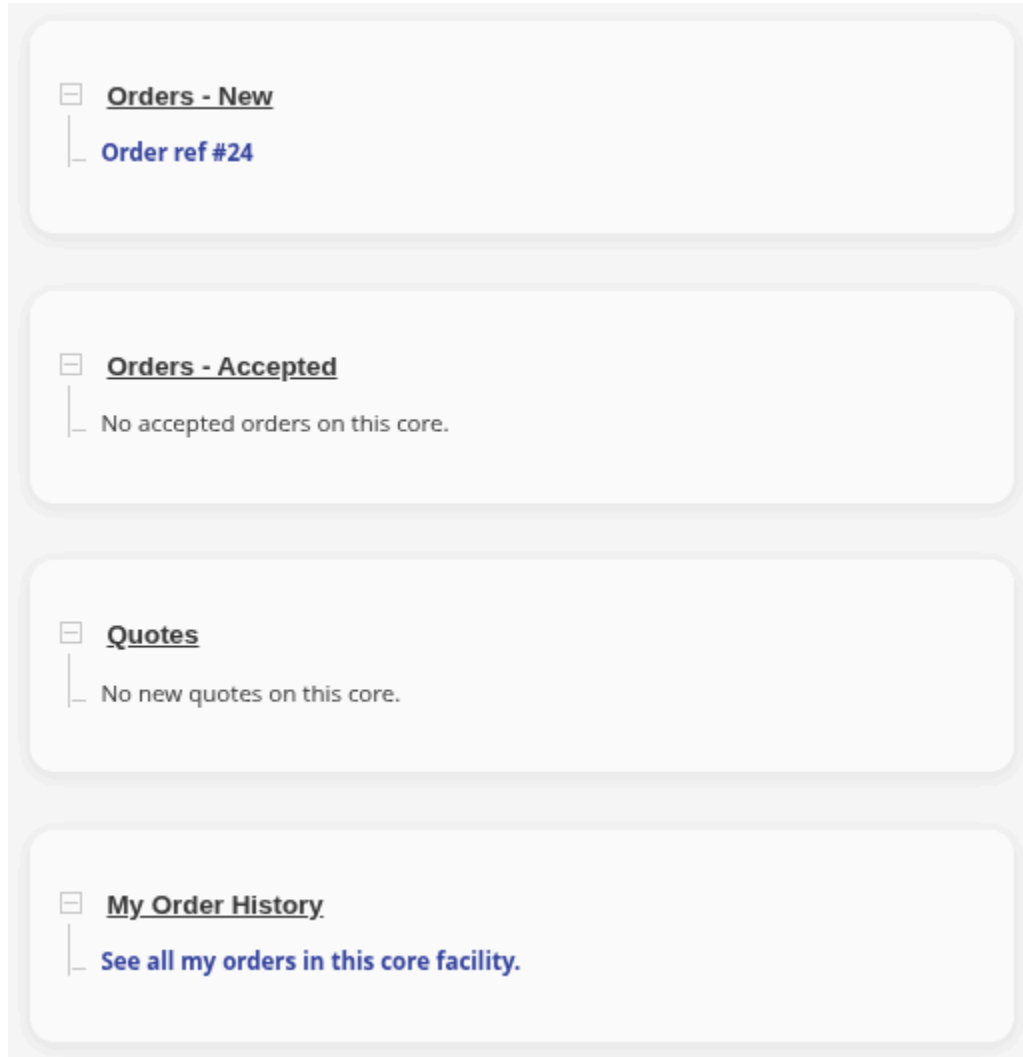 Orders - New
Order ref #24
Orders - Accepted
No accepted orders on this core.
Quotes
No new quotes on this core.
My Order History
See all my orders in this core facility.